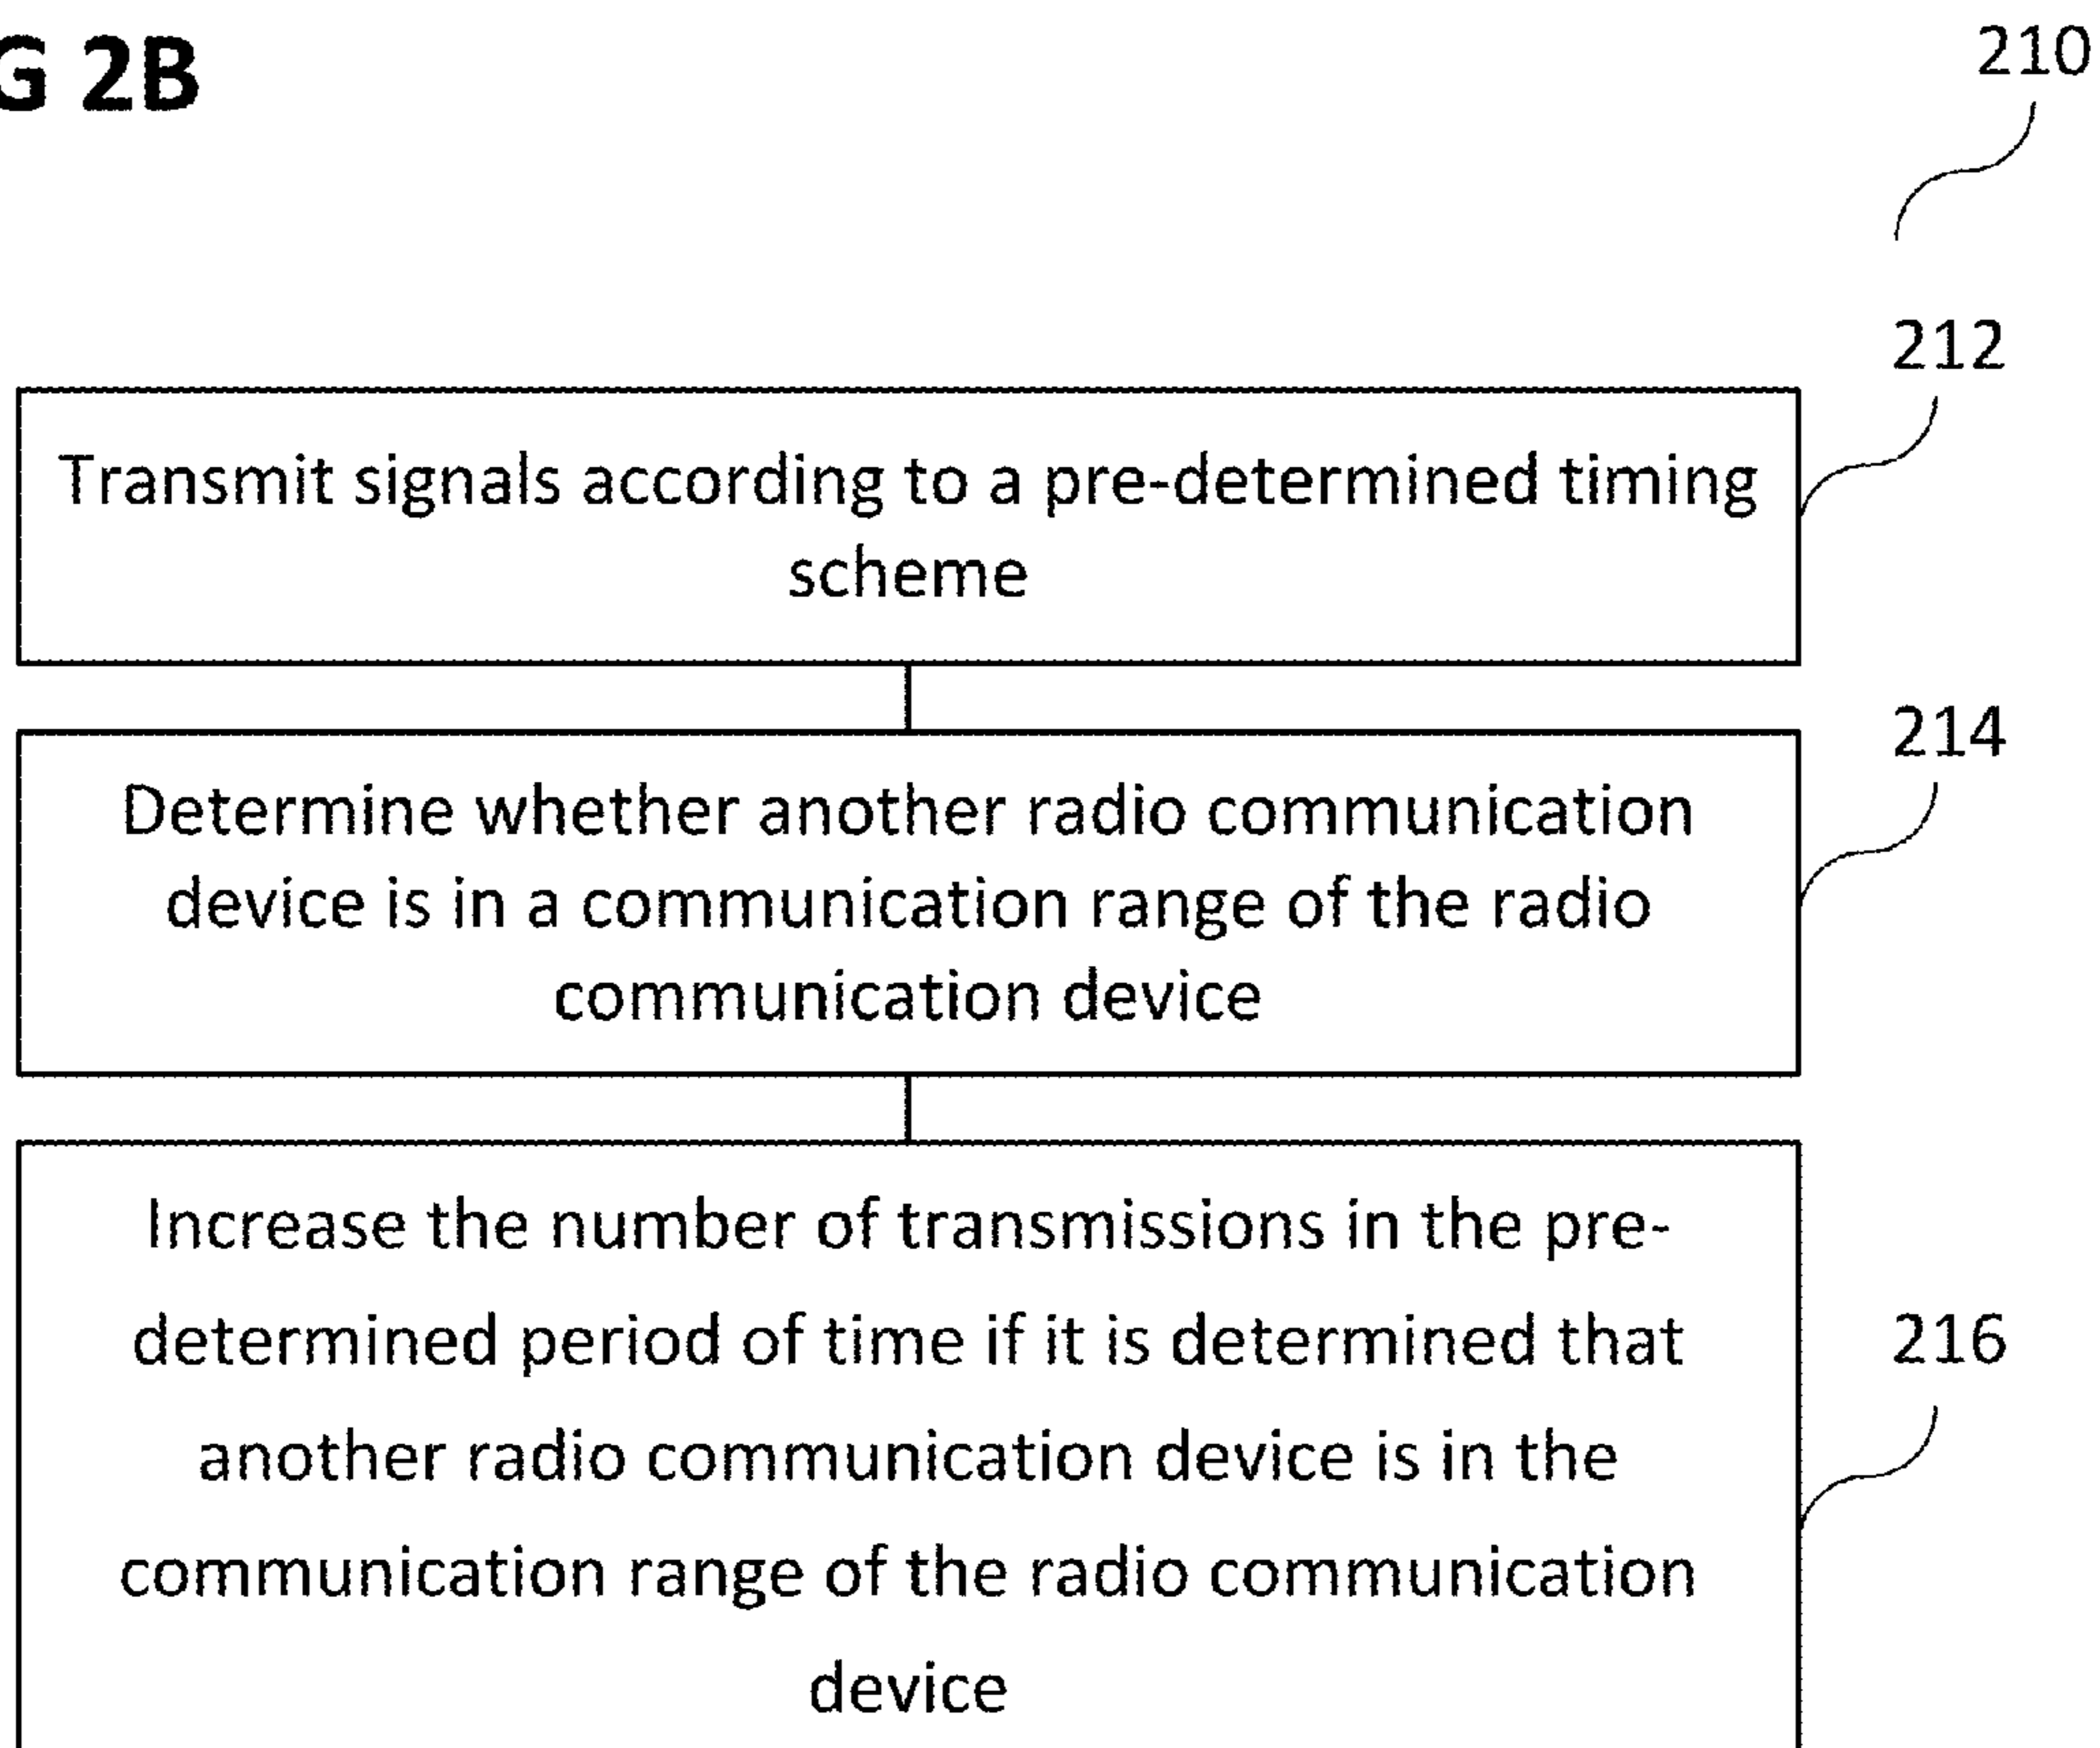 G 2B
210
212
Transmit signals according to a pre-determined timing
scheme
214
Determine whether another radio communication
device is in a communication range of the radio
communication device
Increase the number of transmissions in the pre-
determined period of time if it is determined that
216
another radio communication device is in the
communication range of the radio communication
device